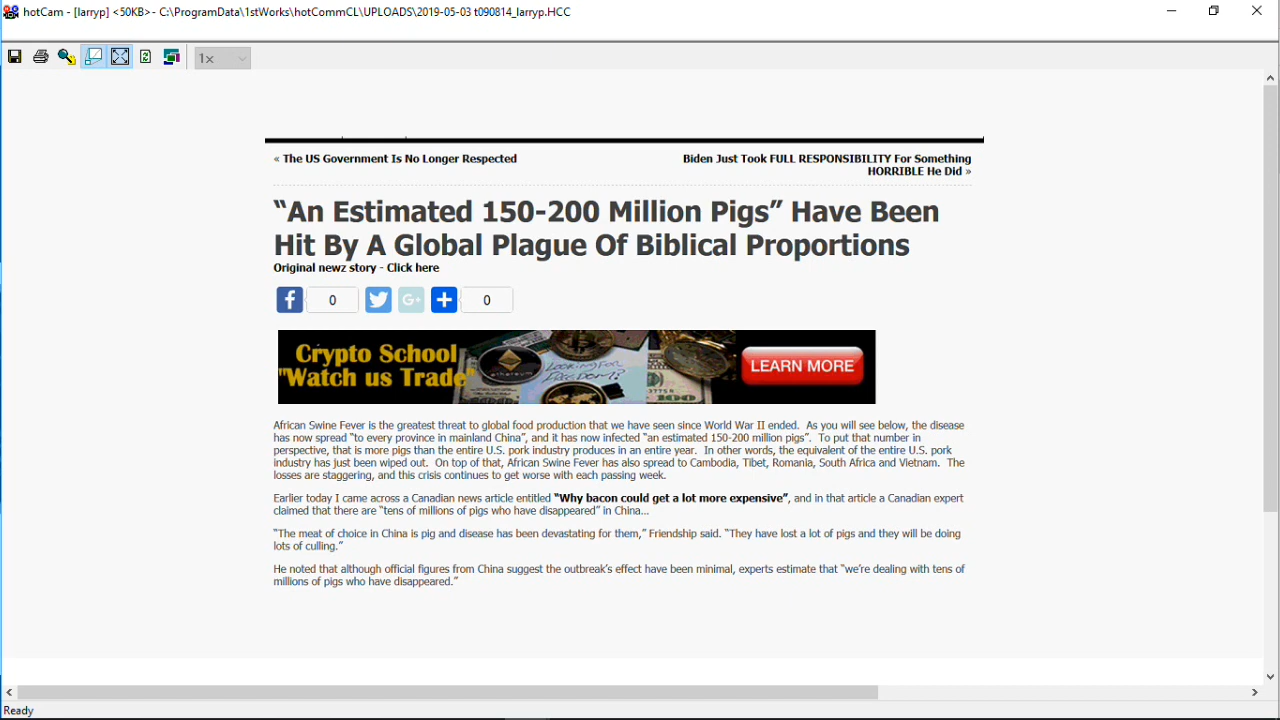 hotCam - [larryp] <50KB>- C:\ProgramData\1stWorks\hotCommCL\UPLOADS\2019-05-03 t090814_larryp.HCC
1x
« The US Government Is No Longer Respected
Biden Just Took FULL RESPONSIBILITY For Something
HORRIBLE He Did »
“An Estimated 150-200 Million Pigs” Have Been
Hit By A Global Plague Of Biblical Proportions
Original newz story - Click here
f 0 G+ 0
Crypto School
"Watch us Trade"
ethereum
LOOKING FOR
FREEDOM?
100
LEARN MORE
African Swine Fever is the greatest threat to global food production that we have seen since World War II ended.  As you will see below, the disease
has now spread “to every province in mainland China”, and it has now infected “an estimated 150-200 million pigs”.  To put that number in
perspective, that is more pigs than the entire U.S. pork industry produces in an entire year.  In other words, the equivalent of the entire U.S. pork
industry has just been wiped out.  On top of that, African Swine Fever has also spread to Cambodia, Tibet, Romania, South Africa and Vietnam.  The
losses are staggering, and this crisis continues to get worse with each passing week.
Earlier today I came across a Canadian news article entitled “Why bacon could get a lot more expensive”, and in that article a Canadian expert
claimed that there are “tens of millions of pigs who have disappeared” in China…
“The meat of choice in China is pig and disease has been devastating for them,” Friendship said. “They have lost a lot of pigs and they will be doing
lots of culling.”
He noted that although official figures from China suggest the outbreak’s effect have been minimal, experts estimate that “we’re dealing with tens of
millions of pigs who have disappeared.”
Ready